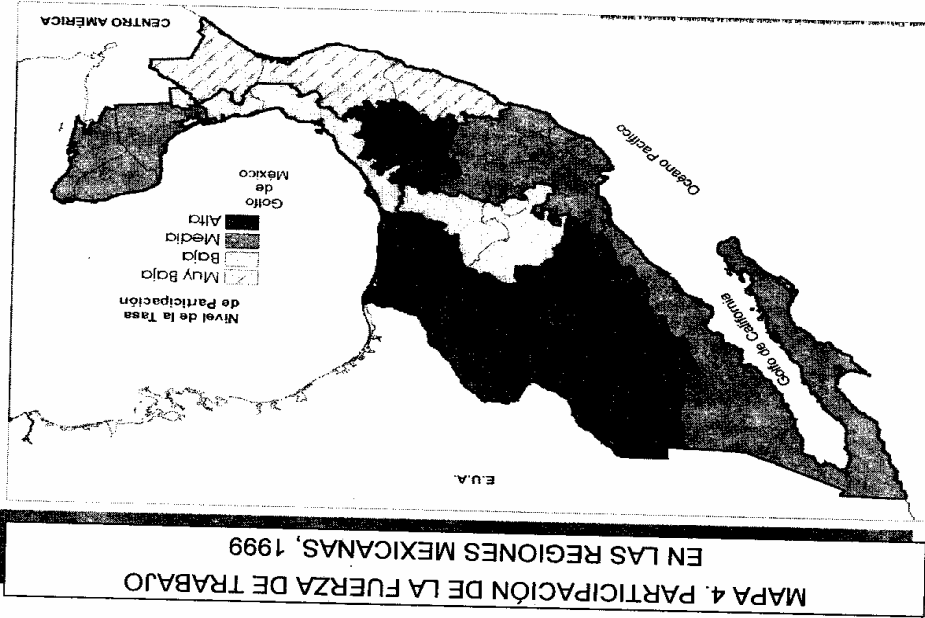 MAPA 4. PARTICIPACIÓN DE LA FUERZA DE TRABAJO
EN LAS REGIONES MEXICANAS, 1999
E.U.A.
Golfo de California
Nivel de la Tasa
de Participación
Muy Baja
Baja
Media
Alta
Golfo
de
México
Océano Pacífico
CENTRO AMÉRICA